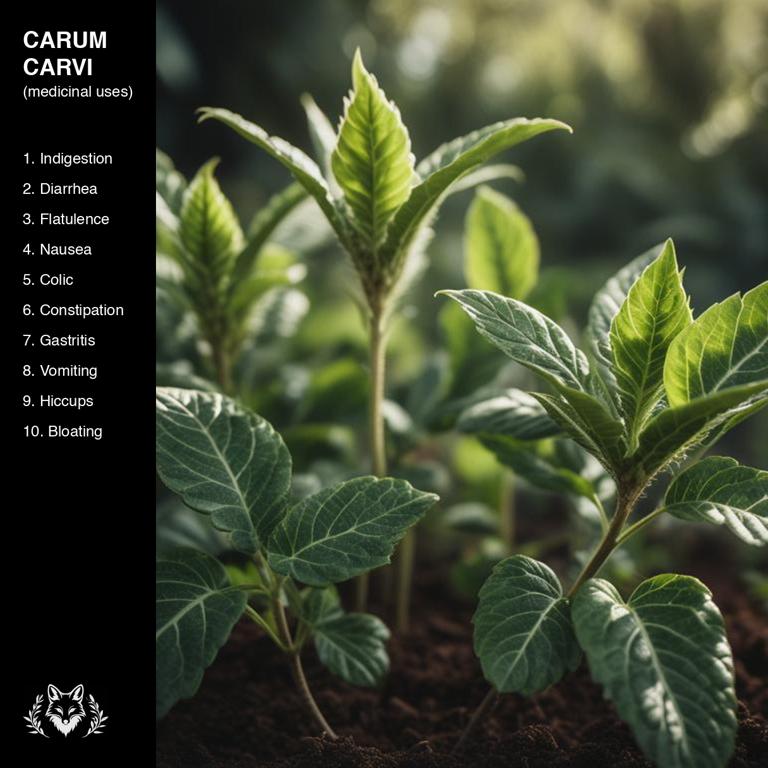 CARUM
CARVI
(medicinal uses)
1. Indigestion
2. Diarrhea
3. Flatulence
4. Nausea
5. Colic
6. Constipation
7. Gastritis
8. Vomiting
9. Hiccups
10. Bloating